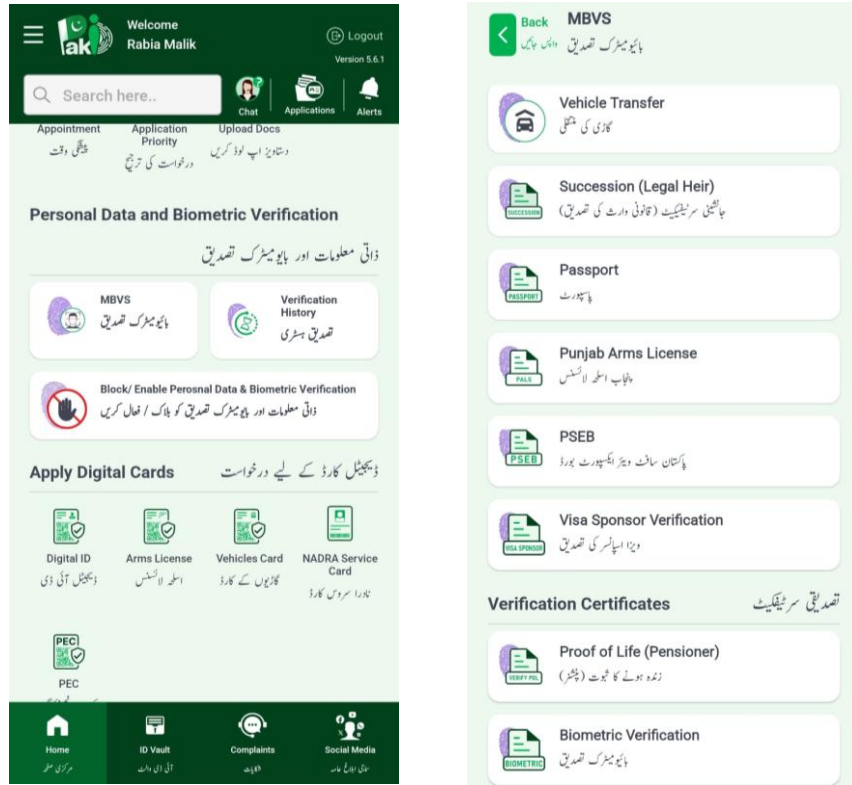 Pak
iD
Welcome
Rabia Malik
Logout
Version 5.6.1
Search here..
Chat
Applications
Alerts
Appointment
پیشگی وقت
Application Priority
درخواست کی ترجیح
Upload Docs
دستاویز اپ لوڈ کریں
Personal Data and Biometric Verification
ذاتی معلومات اور بایومیٹرک تصدیق
MBVS
بائیومیٹرک تصدیق
Verification
History
تصدیق ہسٹری
Block/ Enable Perosnal Data & Biometric Verification
ذاتی معلومات اور بایومیٹرک تصدیق کو بلاک / فعال کریں
Apply Digital Cards
ڈیجیٹل کارڈ کے لیے درخواست
Digital ID
ڈیجیٹل آئی ڈی
Arms License
اسلحہ لائسنس
Vehicles Card
گاڑیوں کے کارڈ
NADRA Service
Card
نادرا سروس کارڈ
PEC
PEC
Home
مرکزی صفحہ
ID Vault
آئی ڈی والٹ
Complaints
شکایات
Social Media
سماجی ابلاغ عامہ
Back
واپس جائیں
MBVS
بائیومیٹرک تصدیق
Vehicle Transfer
گاڑی کی منتقلی
SUCCESSION
Succession (Legal Heir)
جانشینی سرٹیفیکیٹ (قانونی وارث کی تصدیق)
PASSPORT
Passport
پاسپورٹ
PALS
Punjab Arms License
پنجاب اسلحہ لائسنس
PSEB
PSEB
پاکستان سافٹ ویئر ایکسپورٹ بورڈ
VISA SPONSOR
Visa Sponsor Verification
ویزا اسپانسر کی تصدیق
Verification Certificates
تصدیقی سرٹیفکیٹ
VERIFY POL
Proof of Life (Pensioner)
زندہ ہونے کا ثبوت (پنشنر)
BIOMETRIC
Biometric Verification
بائیومیٹرک تصدیق